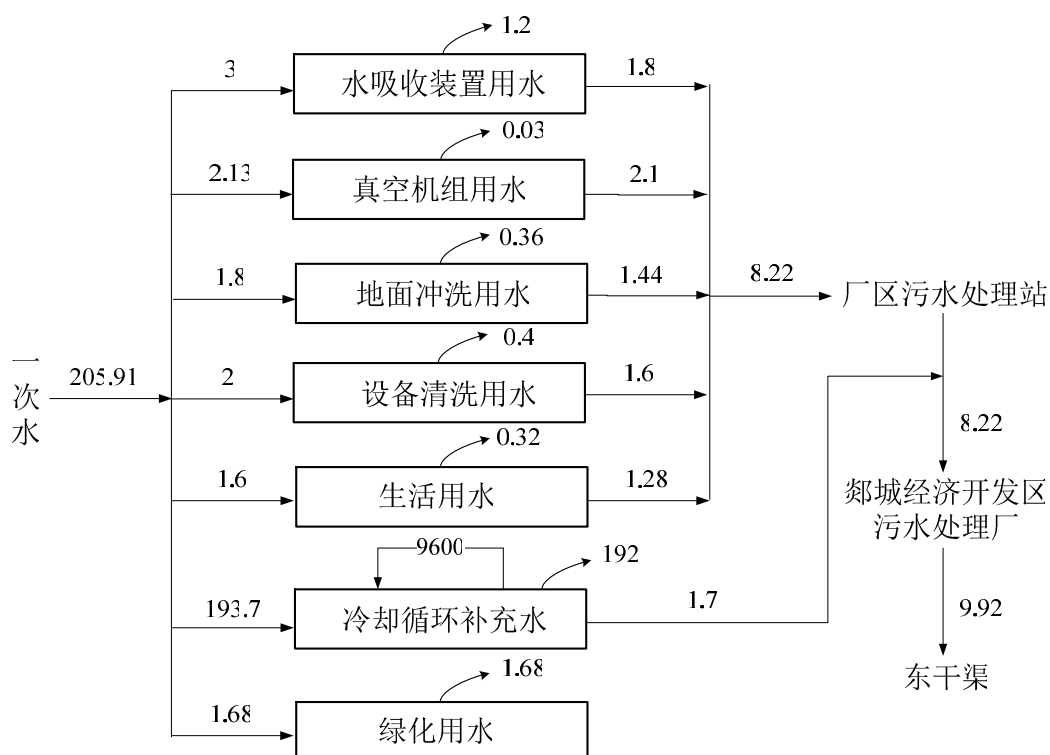 1.2
3
水吸收装置用水
1.8
0.03
2.13
真空机组用水
2.1
0.36
1.8
地面冲洗用水
1.44
8.22
厂区污水处理站
0.4
一次水
205.91
2
设备清洗用水
1.6
8.22
0.32
1.6
生活用水
1.28
郯城经济开发区
污水处理厂
9600
192
193.7
冷却循环补充水
1.7
9.92
东干渠
1.68
1.68
绿化用水